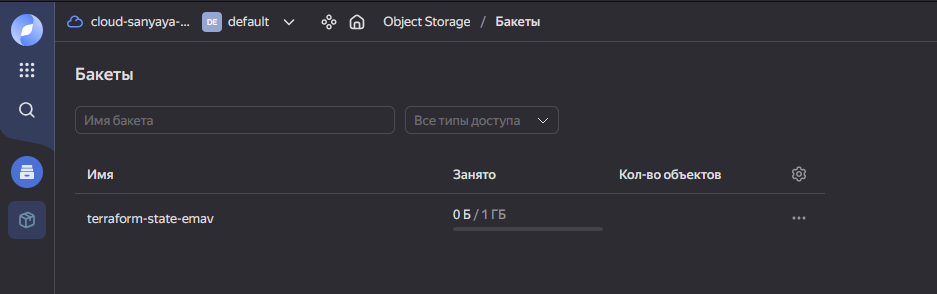 cloud-sanyaya-... DE default Object Storage / Бакеты
Бакеты
Имя бакета Все типы доступа
Имя Занято Кол-во объектов
terraform-state-emav 0 Б / 1 ГБ ...